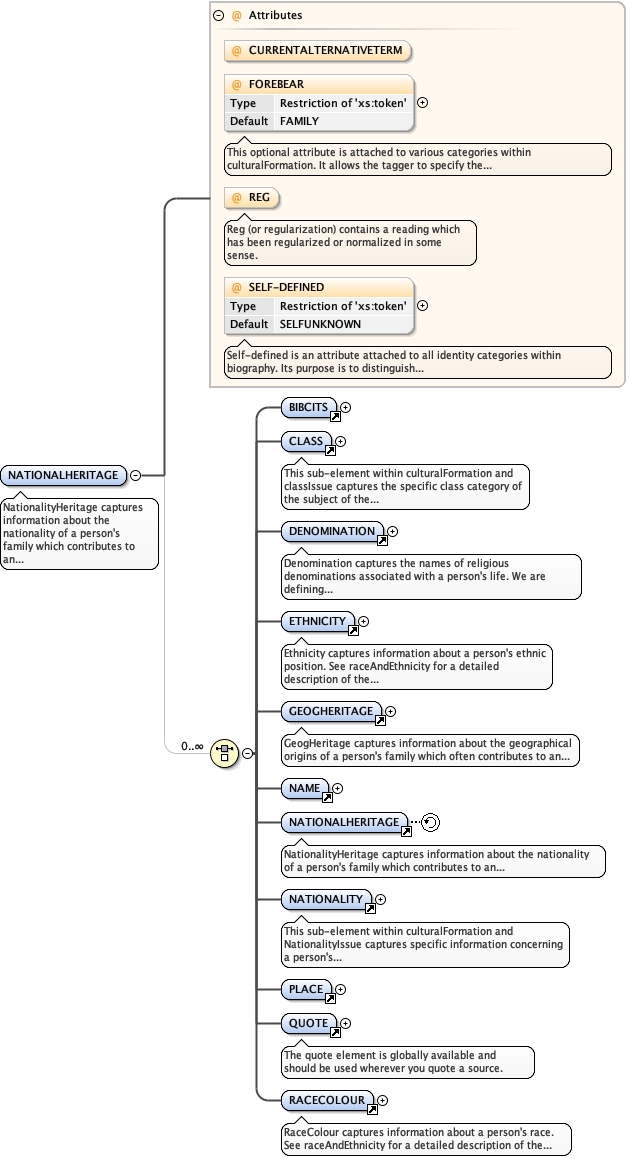 Attributes
@ CURRENTALTERNATIVETERM
@ FOREBEAR
Type Restriction of 'xs:token'
Default FAMILY
This optional attribute is attached to various categories within
culturalFormation. It allows the tagger to specify the...
@ REG
Reg (or regularization) contains a reading which
has been regularized or normalized in some
sense.
@ SELF-DEFINED
Type Restriction of 'xs:token'
Default SELFUNKNOWN
Self-defined is an attribute attached to all identity categories within
biography. Its purpose is to distinguish...
NATIONALHERITAGE
NationalityHeritage captures
information about the
nationality of a person's
family which contributes to
an...
0..∞
BIBCITS
CLASS
This sub-element within culturalFormation and
classIssue captures the specific class category of
the subject of the...
DENOMINATION
Denomination captures the names of religious
denominations associated with a person's life. We are
defining...
ETHNICITY
Ethnicity captures information about a person's ethnic
position. See raceAndEthnicity for a detailed
description of the...
GEOGHERITAGE
GeogHeritage captures information about the geographical
origins of a person's family which often contributes to an...
NAME
NATIONALHERITAGE
NationalityHeritage captures information about the nationality
of a person's family which contributes to an...
NATIONALITY
This sub-element within culturalFormation and
NationalityIssue captures specific information concerning
a person's...
PLACE
QUOTE
The quote element is globally available and
should be used wherever you quote a source.
RACECOLOUR
RaceColour captures information about a person's race.
See raceAndEthnicity for a detailed description of the...